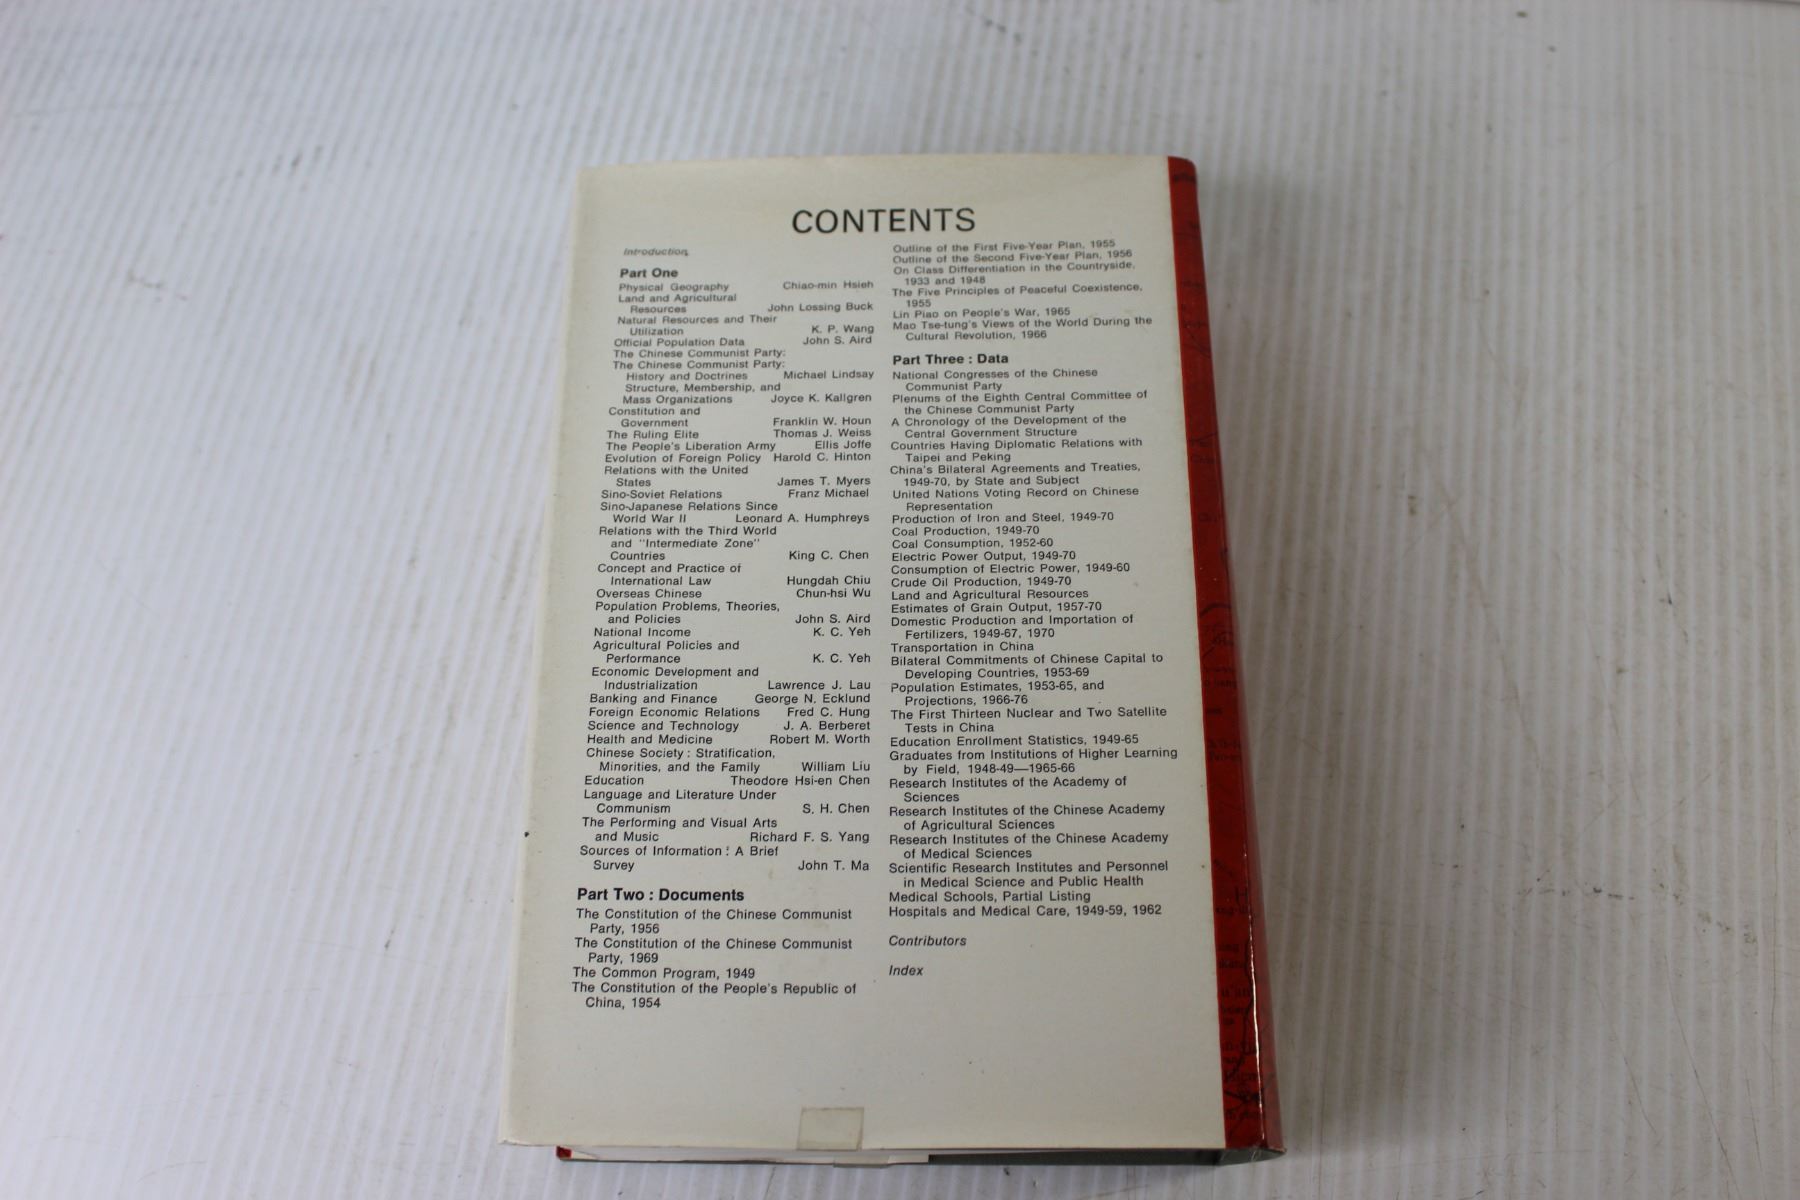 CONTENTS
Introduction
Part One
Physical Geography Chiao-min Hsieh
Land and Agricultural
Resources John Lossing Buck
Natural Resources and Their
Utilization K. P. Wang
Official Population Data John S. Aird
The Chinese Communist Party:
The Chinese Communist Party:
History and Doctrines Michael Lindsay
Structure, Membership, and
Mass Organizations Joyce K. Kallgren
Constitution and
Government Franklin W. Houn
The Ruling Elite Thomas J. Weiss
The People's Liberation Army Ellis Joffe
Evolution of Foreign Policy Harold C. Hinton
Relations with the United
States James T. Myers
Sino-Soviet Relations Franz Michael
Sino-Japanese Relations Since
World War II Leonard A. Humphreys
Relations with the Third World
and "Intermediate Zone"
Countries King C. Chen
Concept and Practice of
International Law Hungdah Chiu
Overseas Chinese Chun-hsi Wu
Population Problems, Theories,
and Policies John S. Aird
National Income K. C. Yeh
Agricultural Policies and
Performance K. C. Yeh
Economic Development and
Industrialization Lawrence J. Lau
Banking and Finance George N. Ecklund
Foreign Economic Relations Fred C. Hung
Science and Technology J. A. Berberet
Health and Medicine Robert M. Worth
Chinese Society: Stratification,
Minorities, and the Family William Liu
Education Theodore Hsi-en Chen
Language and Literature Under
Communism S. H. Chen
The Performing and Visual Arts
and Music Richard F. S. Yang
Sources of Information: A Brief
Survey John T. Ma
Part Two: Documents
The Constitution of the Chinese Communist
Party, 1956
The Constitution of the Chinese Communist
Party, 1969
The Common Program, 1949
The Constitution of the People's Republic of
China, 1954
Outline of the First Five-Year Plan, 1955
Outline of the Second Five-Year Plan, 1956
On Class Differentiation in the Countryside,
1933 and 1948
The Five Principles of Peaceful Coexistence,
1955
Lin Piao on People's War, 1965
Mao Tse-tung's Views of the World During the
Cultural Revolution, 1966
Part Three: Data
National Congresses of the Chinese
Communist Party
Plenums of the Eighth Central Committee of
the Chinese Communist Party
A Chronology of the Development of the
Central Government Structure
Countries Having Diplomatic Relations with
Taipei and Peking
China's Bilateral Agreements and Treaties,
1949-70, by State and Subject
United Nations Voting Record on Chinese
Representation
Production of Iron and Steel, 1949-70
Coal Production, 1949-70
Coal Consumption, 1952-60
Electric Power Output, 1949-70
Consumption of Electric Power, 1949-60
Crude Oil Production, 1949-70
Land and Agricultural Resources
Estimates of Grain Output, 1957-70
Domestic Production and Importation of
Fertilizers, 1949-67, 1970
Transportation in China
Bilateral Commitments of Chinese Capital to
Developing Countries, 1953-69
Population Estimates, 1953-65, and
Projections, 1966-76
The First Thirteen Nuclear and Two Satellite
Tests in China
Education Enrollment Statistics, 1949-65
Graduates from Institutions of Higher Learning
by Field, 1948-49—1965-66
Research Institutes of the Academy of
Sciences
Research Institutes of the Chinese Academy
of Agricultural Sciences
Research Institutes of the Chinese Academy
of Medical Sciences
Scientific Research Institutes and Personnel
in Medical Science and Public Health
Medical Schools, Partial Listing
Hospitals and Medical Care, 1949-59, 1962
Contributors
Index